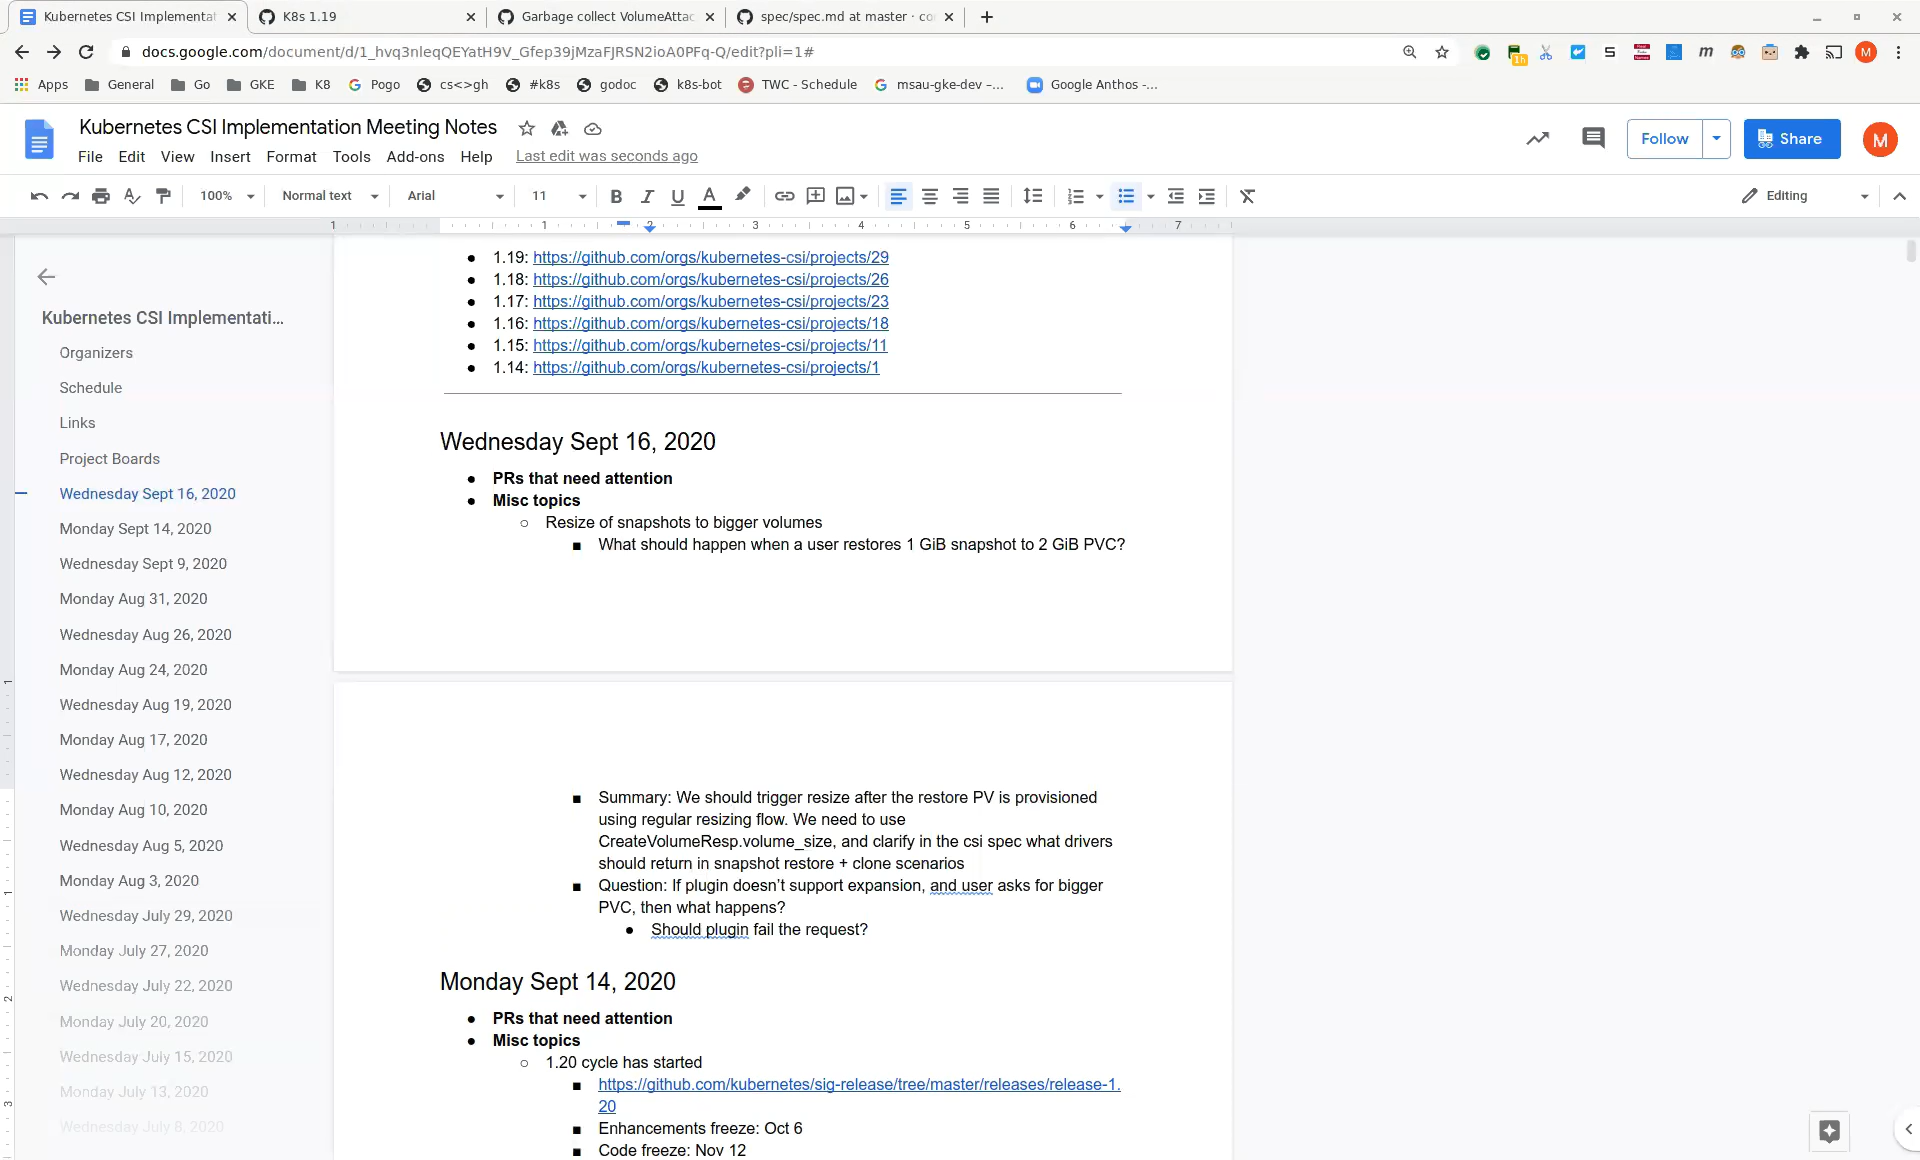 Kubernetes CSI Implementat
K8s 1.19
Garbage collect VolumeAttac
spec/spec.md at master · co
docs.google.com/document/d/1_hvq3nleqQEYatH9V_Gfep39jMzaFJRSN2ioA0PFq-Q/edit?pli=1#
Apps General Go GKE K8 Pogo cs<>gh #k8s godoc k8s-bot TWC - Schedule msau-gke-dev –... Google Anthos -...
Kubernetes CSI Implementation Meeting Notes
Follow
Share
M
File Edit View Insert Format Tools Add-ons Help Last edit was seconds ago
100% Normal text Arial 11 B I U A Editing
1 1 2 3 4 5 6 7
Kubernetes CSI Implementati...
Organizers
Schedule
Links
Project Boards
Wednesday Sept 16, 2020
Monday Sept 14, 2020
Wednesday Sept 9, 2020
Monday Aug 31, 2020
Wednesday Aug 26, 2020
Monday Aug 24, 2020
Wednesday Aug 19, 2020
Monday Aug 17, 2020
Wednesday Aug 12, 2020
Monday Aug 10, 2020
Wednesday Aug 5, 2020
Monday Aug 3, 2020
Wednesday July 29, 2020
Monday July 27, 2020
Wednesday July 22, 2020
Monday July 20, 2020
Wednesday July 15, 2020
Monday July 13, 2020
Wednesday July 8, 2020
● 1.19: https://github.com/orgs/kubernetes-csi/projects/29
● 1.18: https://github.com/orgs/kubernetes-csi/projects/26
● 1.17: https://github.com/orgs/kubernetes-csi/projects/23
● 1.16: https://github.com/orgs/kubernetes-csi/projects/18
● 1.15: https://github.com/orgs/kubernetes-csi/projects/11
● 1.14: https://github.com/orgs/kubernetes-csi/projects/1
Wednesday Sept 16, 2020
● PRs that need attention
● Misc topics
○ Resize of snapshots to bigger volumes
■ What should happen when a user restores 1 GiB snapshot to 2 GiB PVC?
■ Summary: We should trigger resize after the restore PV is provisioned
using regular resizing flow. We need to use
CreateVolumeResp.volume_size, and clarify in the csi spec what drivers
should return in snapshot restore + clone scenarios
■ Question: If plugin doesn't support expansion, and user asks for bigger
PVC, then what happens?
● Should plugin fail the request?
Monday Sept 14, 2020
● PRs that need attention
● Misc topics
○ 1.20 cycle has started
■ https://github.com/kubernetes/sig-release/tree/master/releases/release-1.
20
■ Enhancements freeze: Oct 6
■ Code freeze: Nov 12